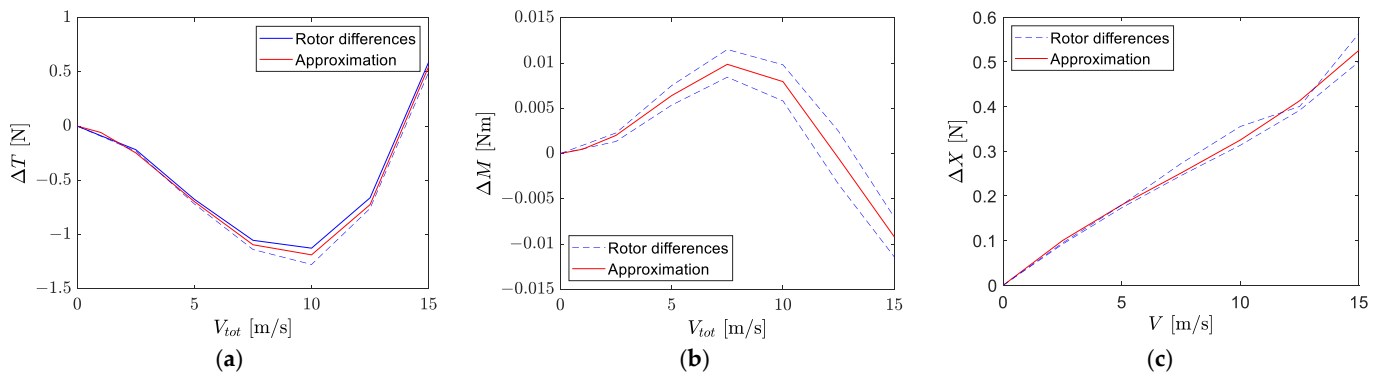 1
0.5
0
−0.5
−1
−1.5
ΔT [N]
0
5
10
15
V_tot [m/s]
Rotor differences
Approximation
(a)
0.015
0.01
0.005
0
−0.005
−0.01
−0.015
ΔM [Nm]
0
5
10
15
V_tot [m/s]
Rotor differences
Approximation
(b)
0.6
0.5
0.4
0.3
0.2
0.1
0
ΔX [N]
0
5
10
15
V [m/s]
Rotor differences
Approximation
(c)